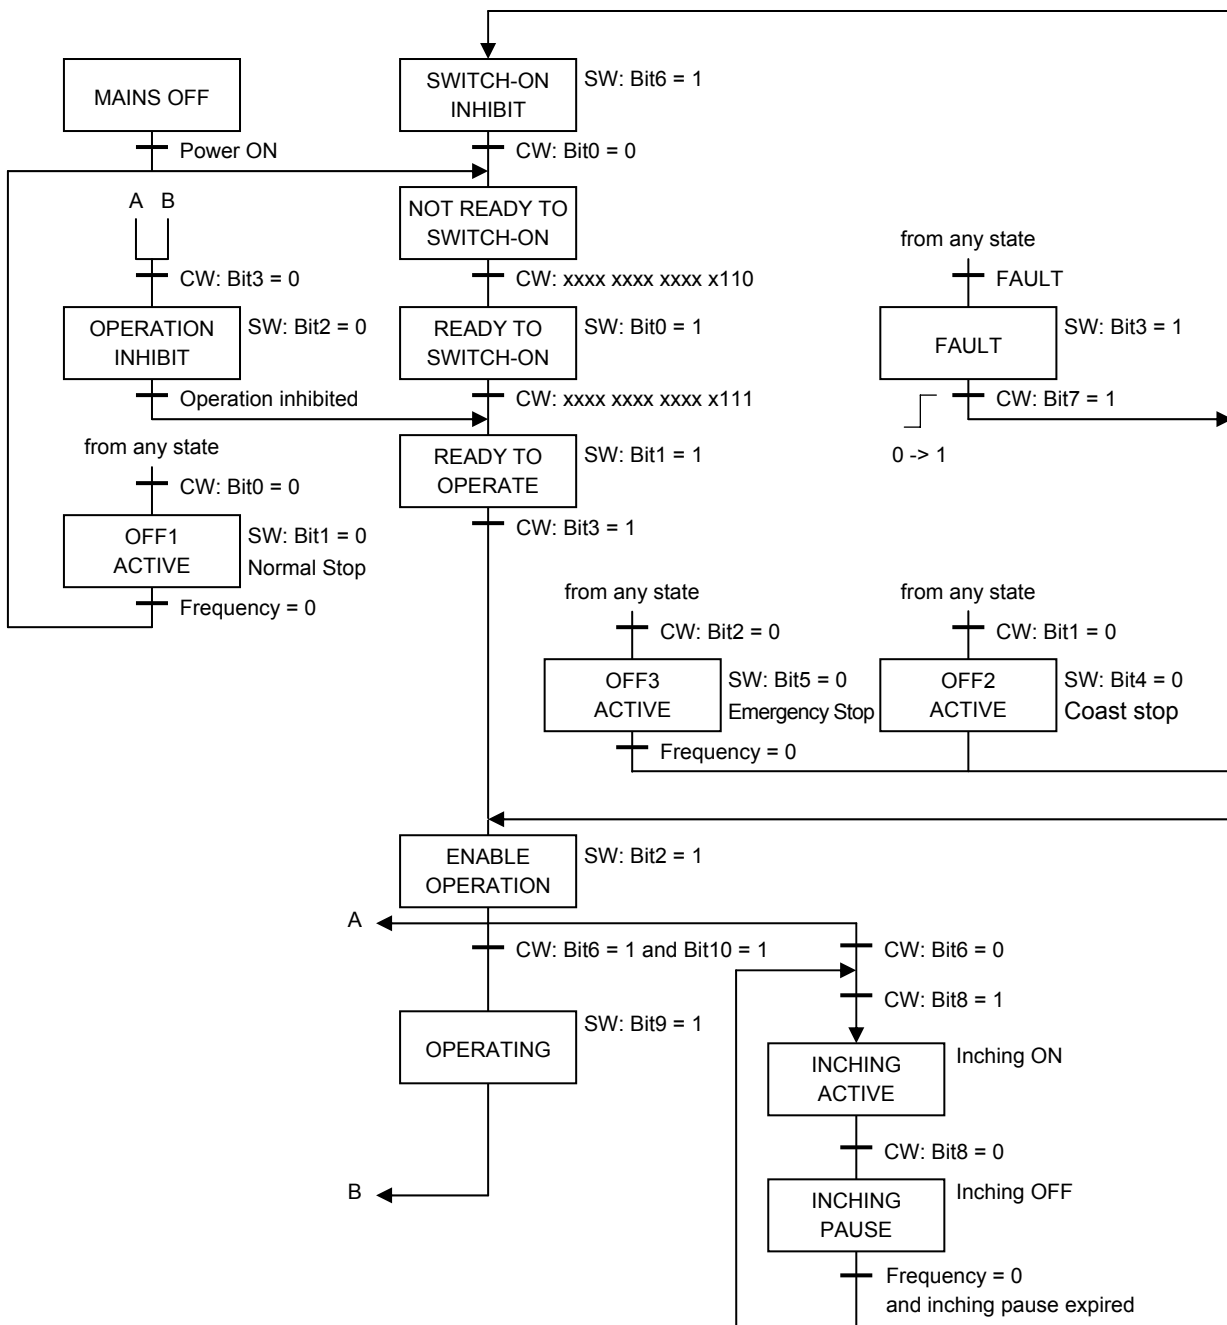 MAINS OFF
Power ON
SWITCH-ON
INHIBIT
SW: Bit6 = 1
CW: Bit0 = 0
NOT READY TO
SWITCH-ON
CW: xxxx xxxx xxxx x110
A B
CW: Bit3 = 0
OPERATION
INHIBIT
SW: Bit2 = 0
Operation inhibited
READY TO
SWITCH-ON
SW: Bit0 = 1
CW: xxxx xxxx xxxx x111
from any state
FAULT
FAULT
SW: Bit3 = 1
CW: Bit7 = 1
0 -> 1
from any state
CW: Bit0 = 0
OFF1
ACTIVE
SW: Bit1 = 0
Normal Stop
Frequency = 0
READY TO
OPERATE
SW: Bit1 = 1
CW: Bit3 = 1
from any state
CW: Bit2 = 0
OFF3
ACTIVE
SW: Bit5 = 0
Emergency Stop
Frequency = 0
from any state
CW: Bit1 = 0
OFF2
ACTIVE
SW: Bit4 = 0
Coast stop
ENABLE
OPERATION
SW: Bit2 = 1
A
CW: Bit6 = 1 and Bit10 = 1
CW: Bit6 = 0
CW: Bit8 = 1
OPERATING
SW: Bit9 = 1
INCHING
ACTIVE
Inching ON
CW: Bit8 = 0
B
INCHING
PAUSE
Inching OFF
Frequency = 0
and inching pause expired